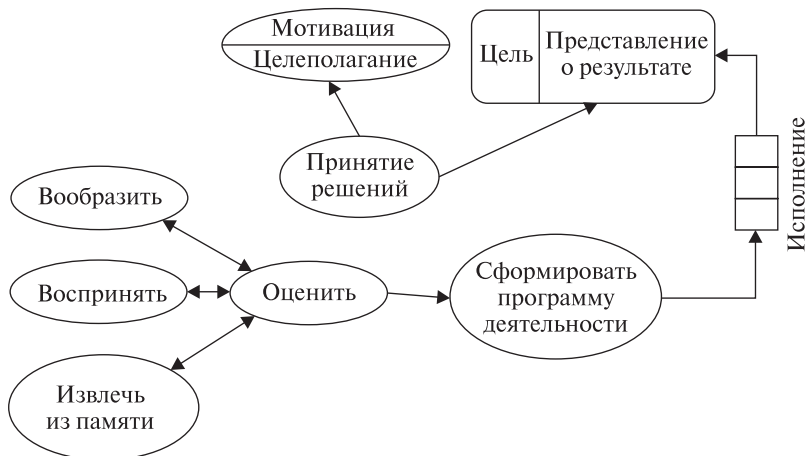 Мотивация
Целеполагание
Цель
Представление
о результате
Принятие
решений
Исполнение
Вообразить
Воспринять
Оценить
Сформировать
программу
деятельности
Извлечь
из памяти